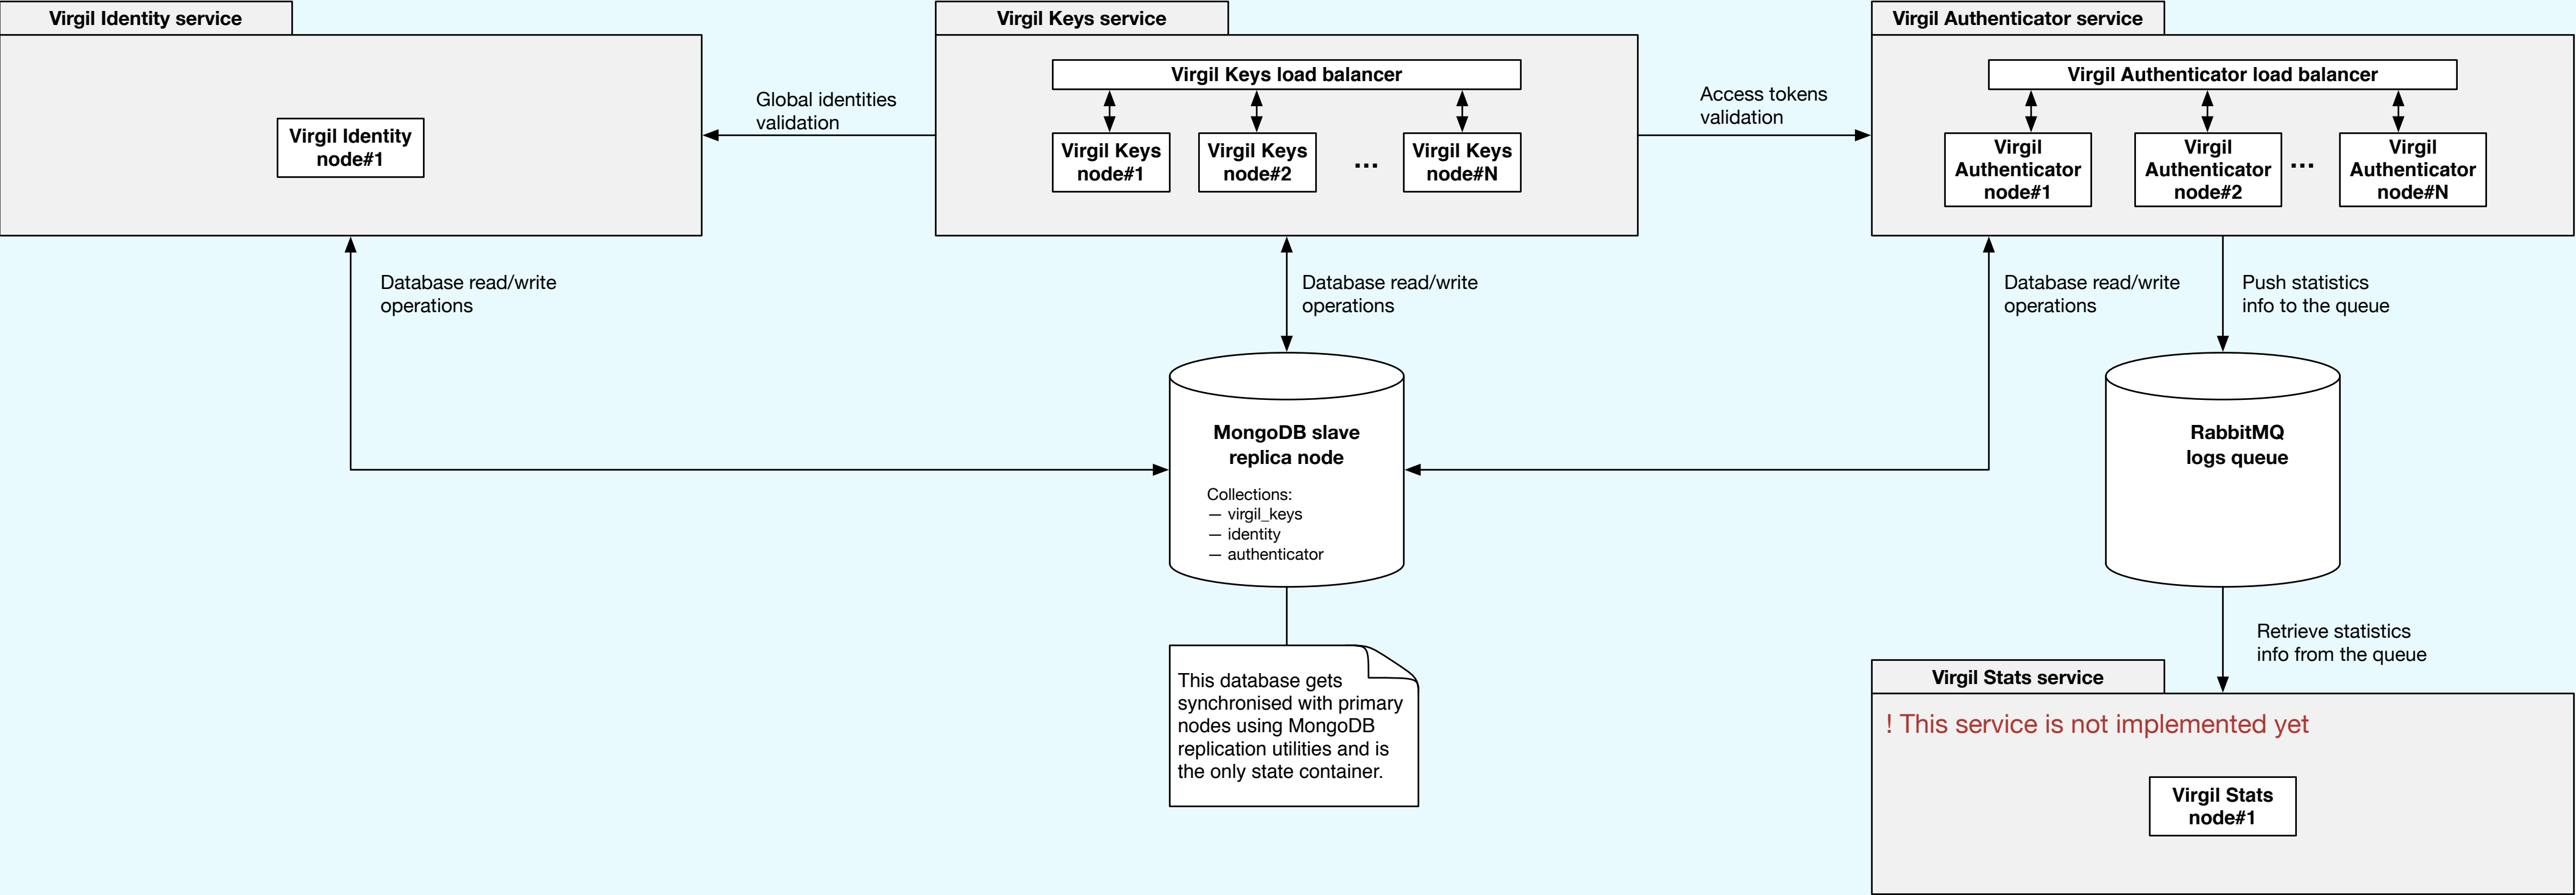 Virgil Identity service
Virgil Keys service
Virgil Authenticator service
Virgil Identity
node#1
Global identities
validation
Virgil Keys load balancer
Virgil Keys
node#1
Virgil Keys
node#2
...
Virgil Keys
node#N
Access tokens
validation
Virgil Authenticator load balancer
Virgil
Authenticator
node#1
Virgil
Authenticator
node#2
...
Virgil
Authenticator
node#N
Database read/write
operations
Database read/write
operations
Database read/write
operations
Push statistics
info to the queue
MongoDB slave
replica node
Collections:
— virgil_keys
— identity
— authenticator
RabbitMQ
logs queue
This database gets
synchronised with primary
nodes using MongoDB
replication utilities and is
the only state container.
Retrieve statistics
info from the queue
Virgil Stats service
! This service is not implemented yet
Virgil Stats
node#1